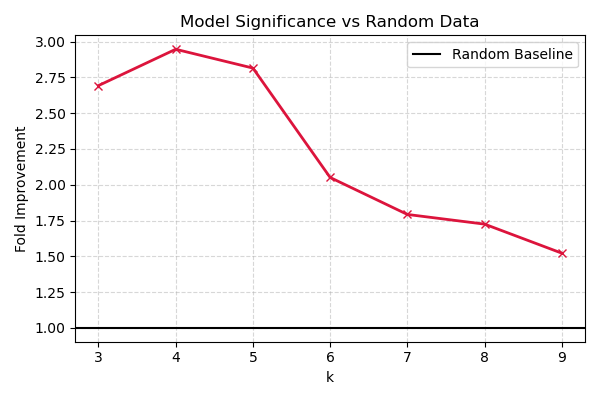 Model Significance vs Random Data
Random Baseline
Fold Improvement
3.00
2.75
2.50
2.25
2.00
1.75
1.50
1.25
1.00
3 4 5 6 7 8 9
k